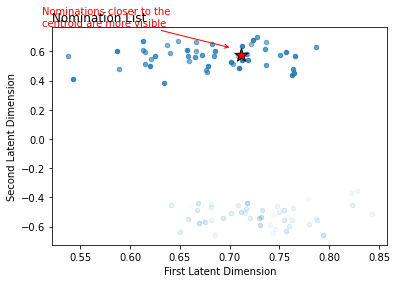 Nomination List
Nominations closer to the
centroid are more visible
Second Latent Dimension
0.6
0.4
0.2
0.0
−0.2
−0.4
−0.6
0.55
0.60
0.65
0.70
0.75
0.80
0.85
First Latent Dimension